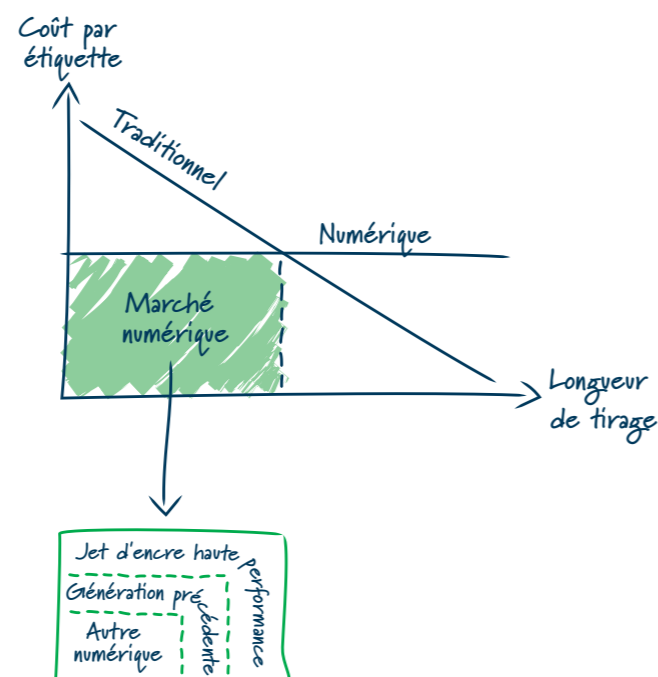 Coût par
étiquette
Traditionnel
Numérique
Marché
numérique
Longueur
de tirage
Jet d'encre haute performance
Génération précédente
Autre
numérique